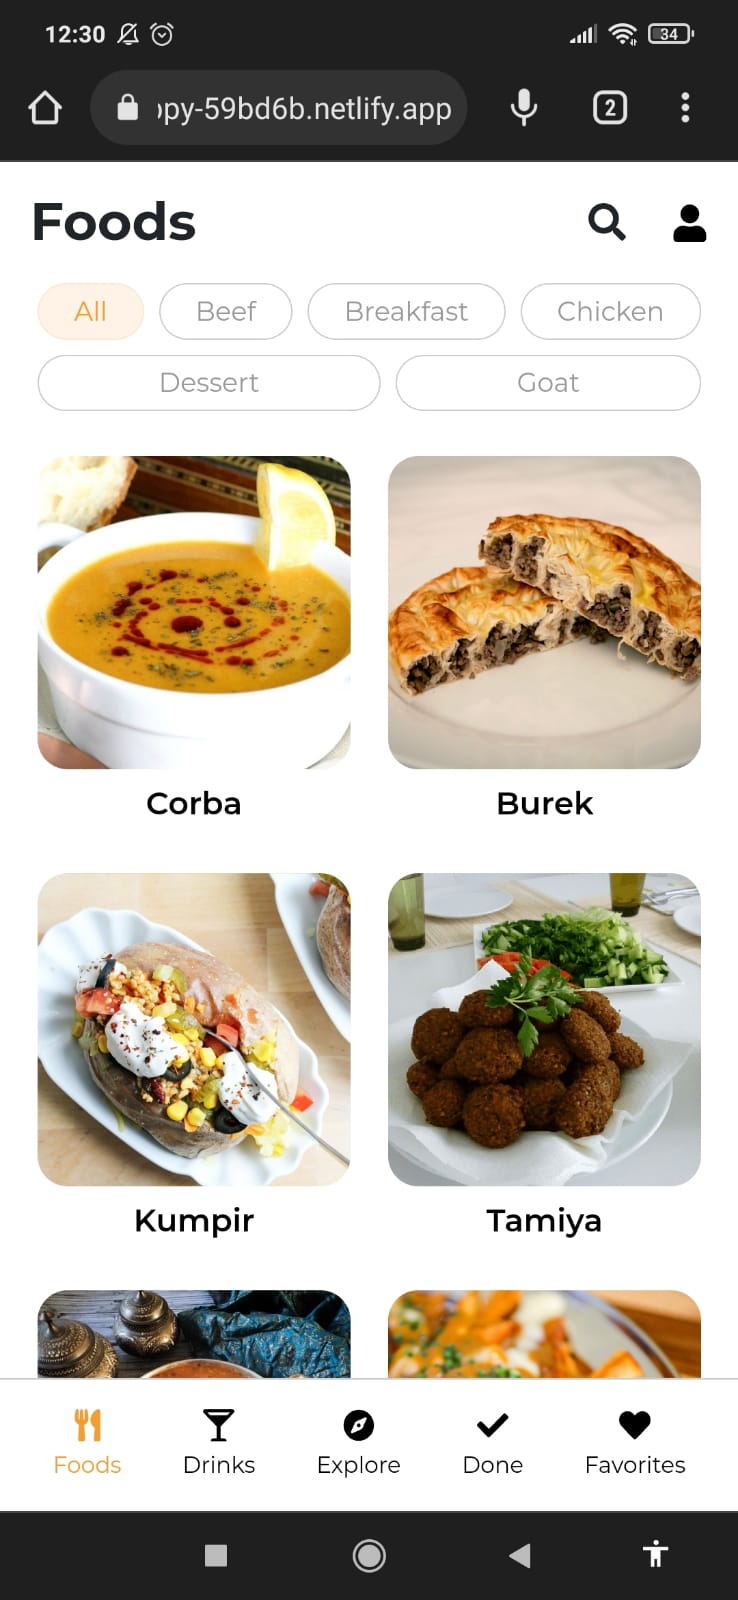 12:30 34
ppy-59bd6b.netlify.app 2
Foods
All Beef Breakfast Chicken
Dessert Goat
Corba Burek
Kumpir Tamiya
Foods Drinks Explore Done Favorites